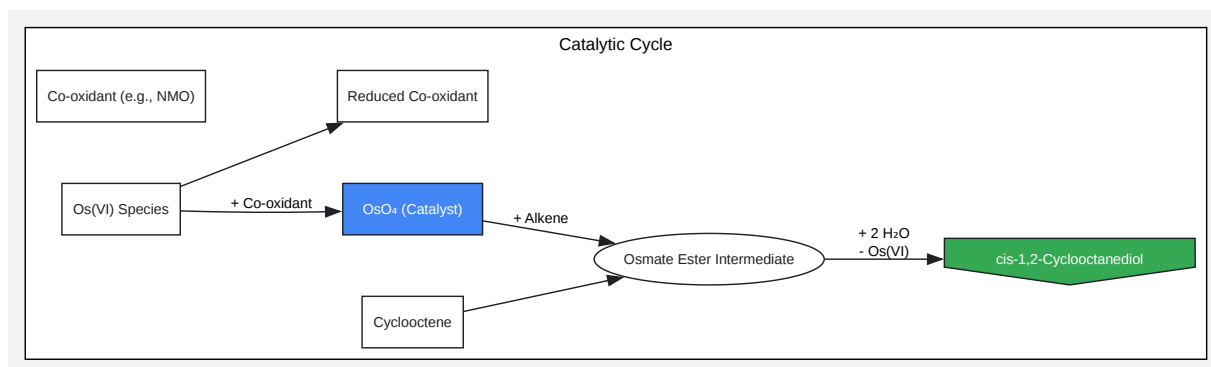 Catalytic Cycle
Co-oxidant (e.g., NMO)
Reduced Co-oxidant
Os(VI) Species
+ Co-oxidant
OsO₄ (Catalyst)
+ Alkene
Osmate Ester Intermediate
+ 2 H₂O
- Os(VI)
cis-1,2-Cyclooctanediol
Cyclooctene